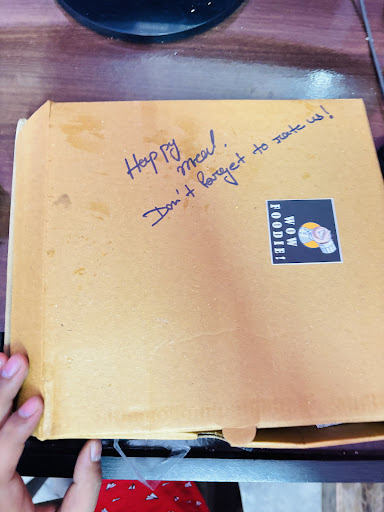 Happy
meal.
Don't forget to rate us!
WOW
FOODIE!